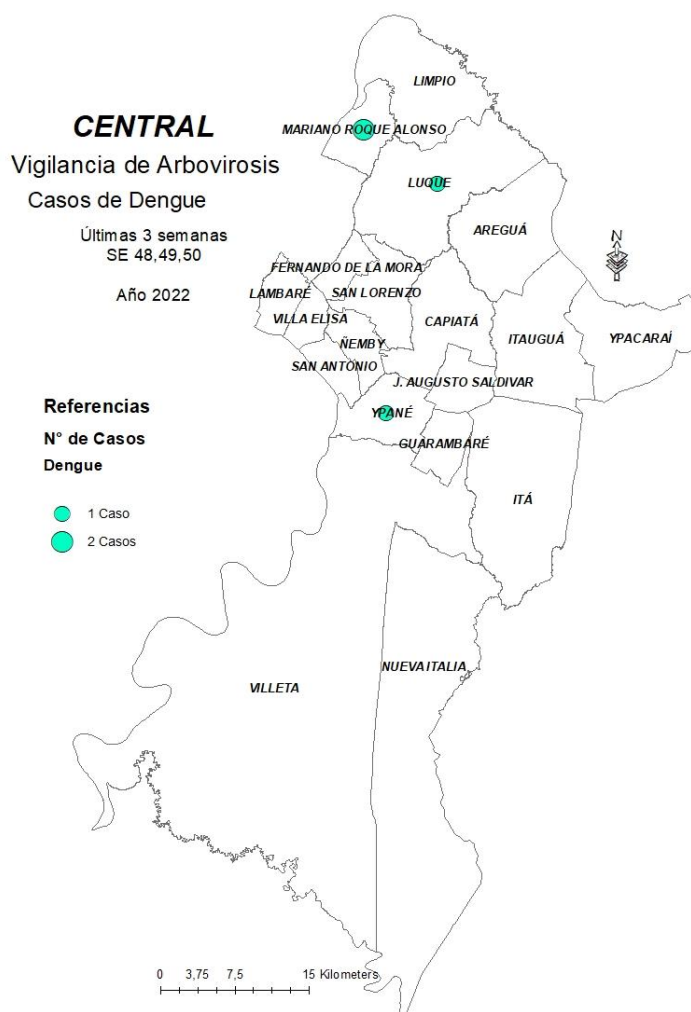 CENTRAL
Vigilancia de Arbovirosis
Casos de Dengue
Últimas 3 semanas
SE 48,49,50
Año 2022
LIMPIO
MARIANO ROQUE ALONSO
LUQUE
AREGUÁ
N
FERNANDO DE LA MORA
LAMBARÉ
SAN LORENZO
VILLA ELISA
CAPIATÁ
ITAUGUÁ
YPACARAÍ
ÑEMBY
SAN ANTONIO
J. AUGUSTO SALDIVAR
YPANÉ
GUARAMBARÉ
ITÁ
Referencias
N° de Casos
Dengue
1 Caso
2 Casos
NUEVA ITALIA
VILLETA
0 3,75 7,5 15 Kilometers